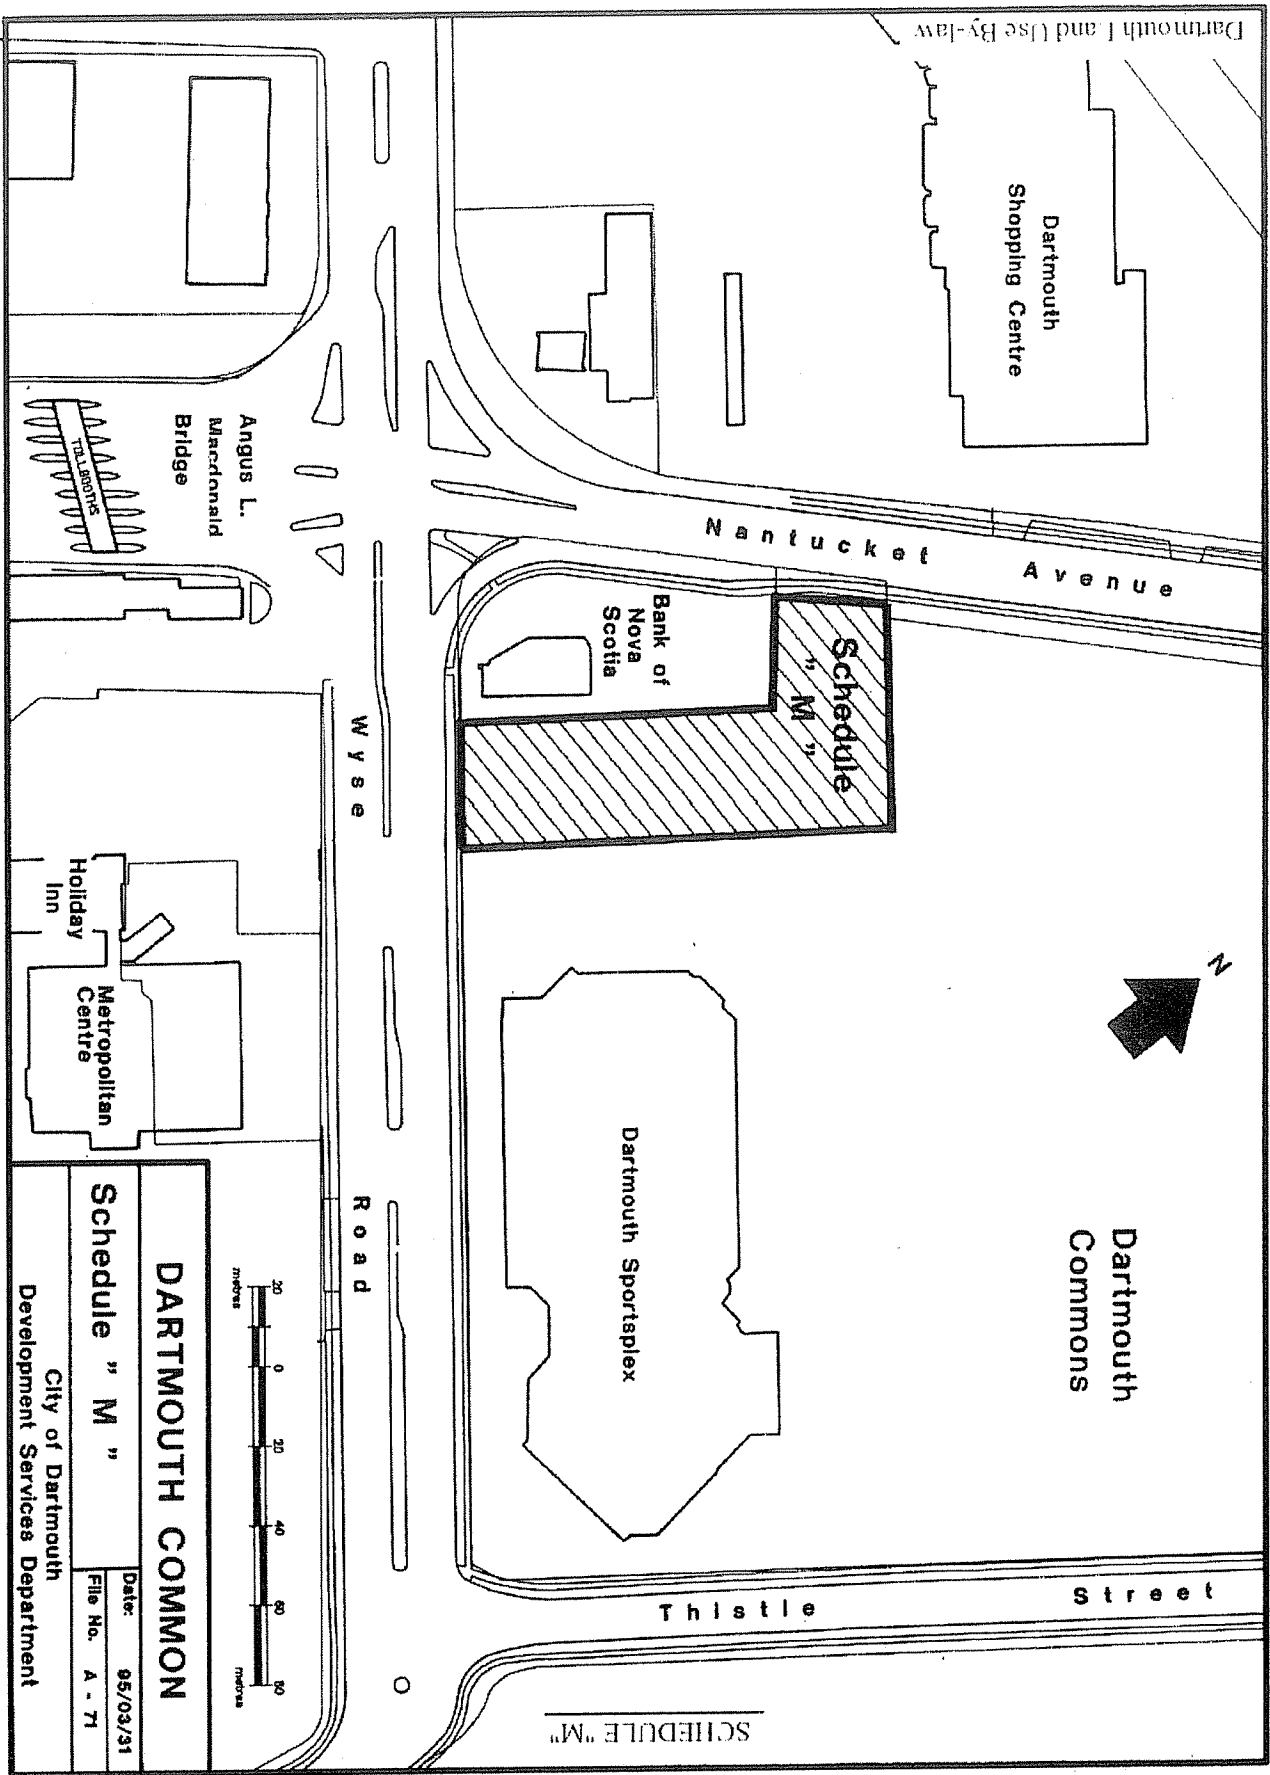 Dartmouth Land Use By-law
SCHEDULE "M"
Dartmouth
Shopping Centre
Nantucket Avenue
Angus L.
Macdonald
Bridge
TOLLBOOTHS
Bank of
Nova
Scotia
Schedule
" M "
Wyse Road
Holiday
Inn
Metropolitan
Centre
N
Dartmouth
Commons
Dartmouth Sportsplex
Thistle Street
20 0 20 40 60 80
metres metres
DARTMOUTH COMMON
Schedule " M "
Date: 95/03/31
File No. A - 71
City of Dartmouth
Development Services Department